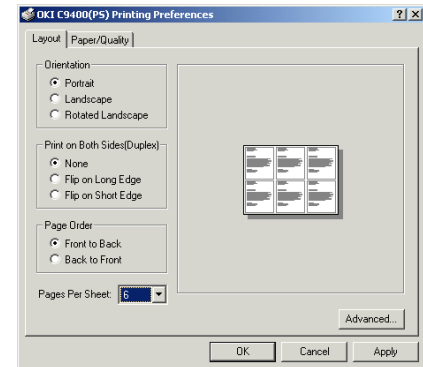 OKI C9400(PS) Printing Preferences
Layout
Paper/Quality
Orientation
Portrait
Landscape
Rotated Landscape
Print on Both Sides(Duplex)
None
Flip on Long Edge
Flip on Short Edge
Page Order
Front to Back
Back to Front
Pages Per Sheet: 6
Advanced...
OK Cancel Apply